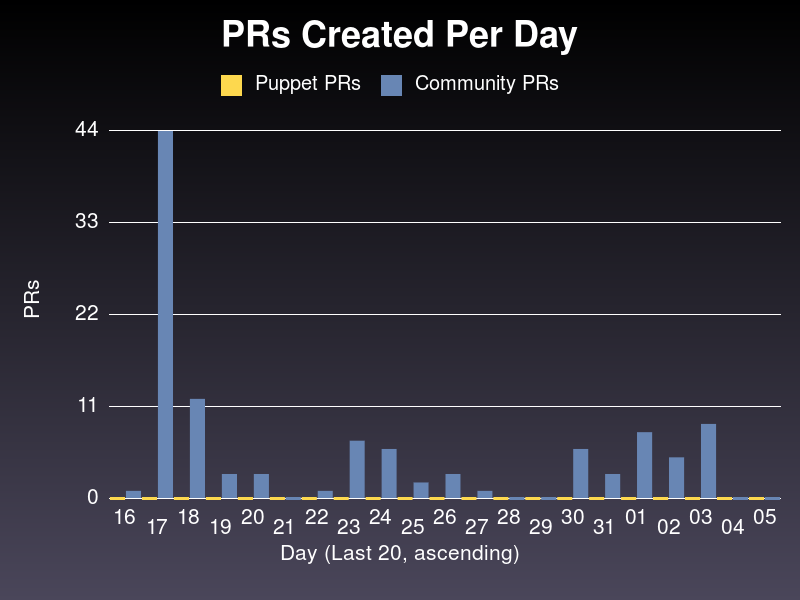 PRs Created Per Day
Puppet PRs Community PRs
44
33
22
11
0
PRs
16 17 18 19 20 21 22 23 24 25 26 27 28 29 30 31 01 02 03 04 05
Day (Last 20, ascending)